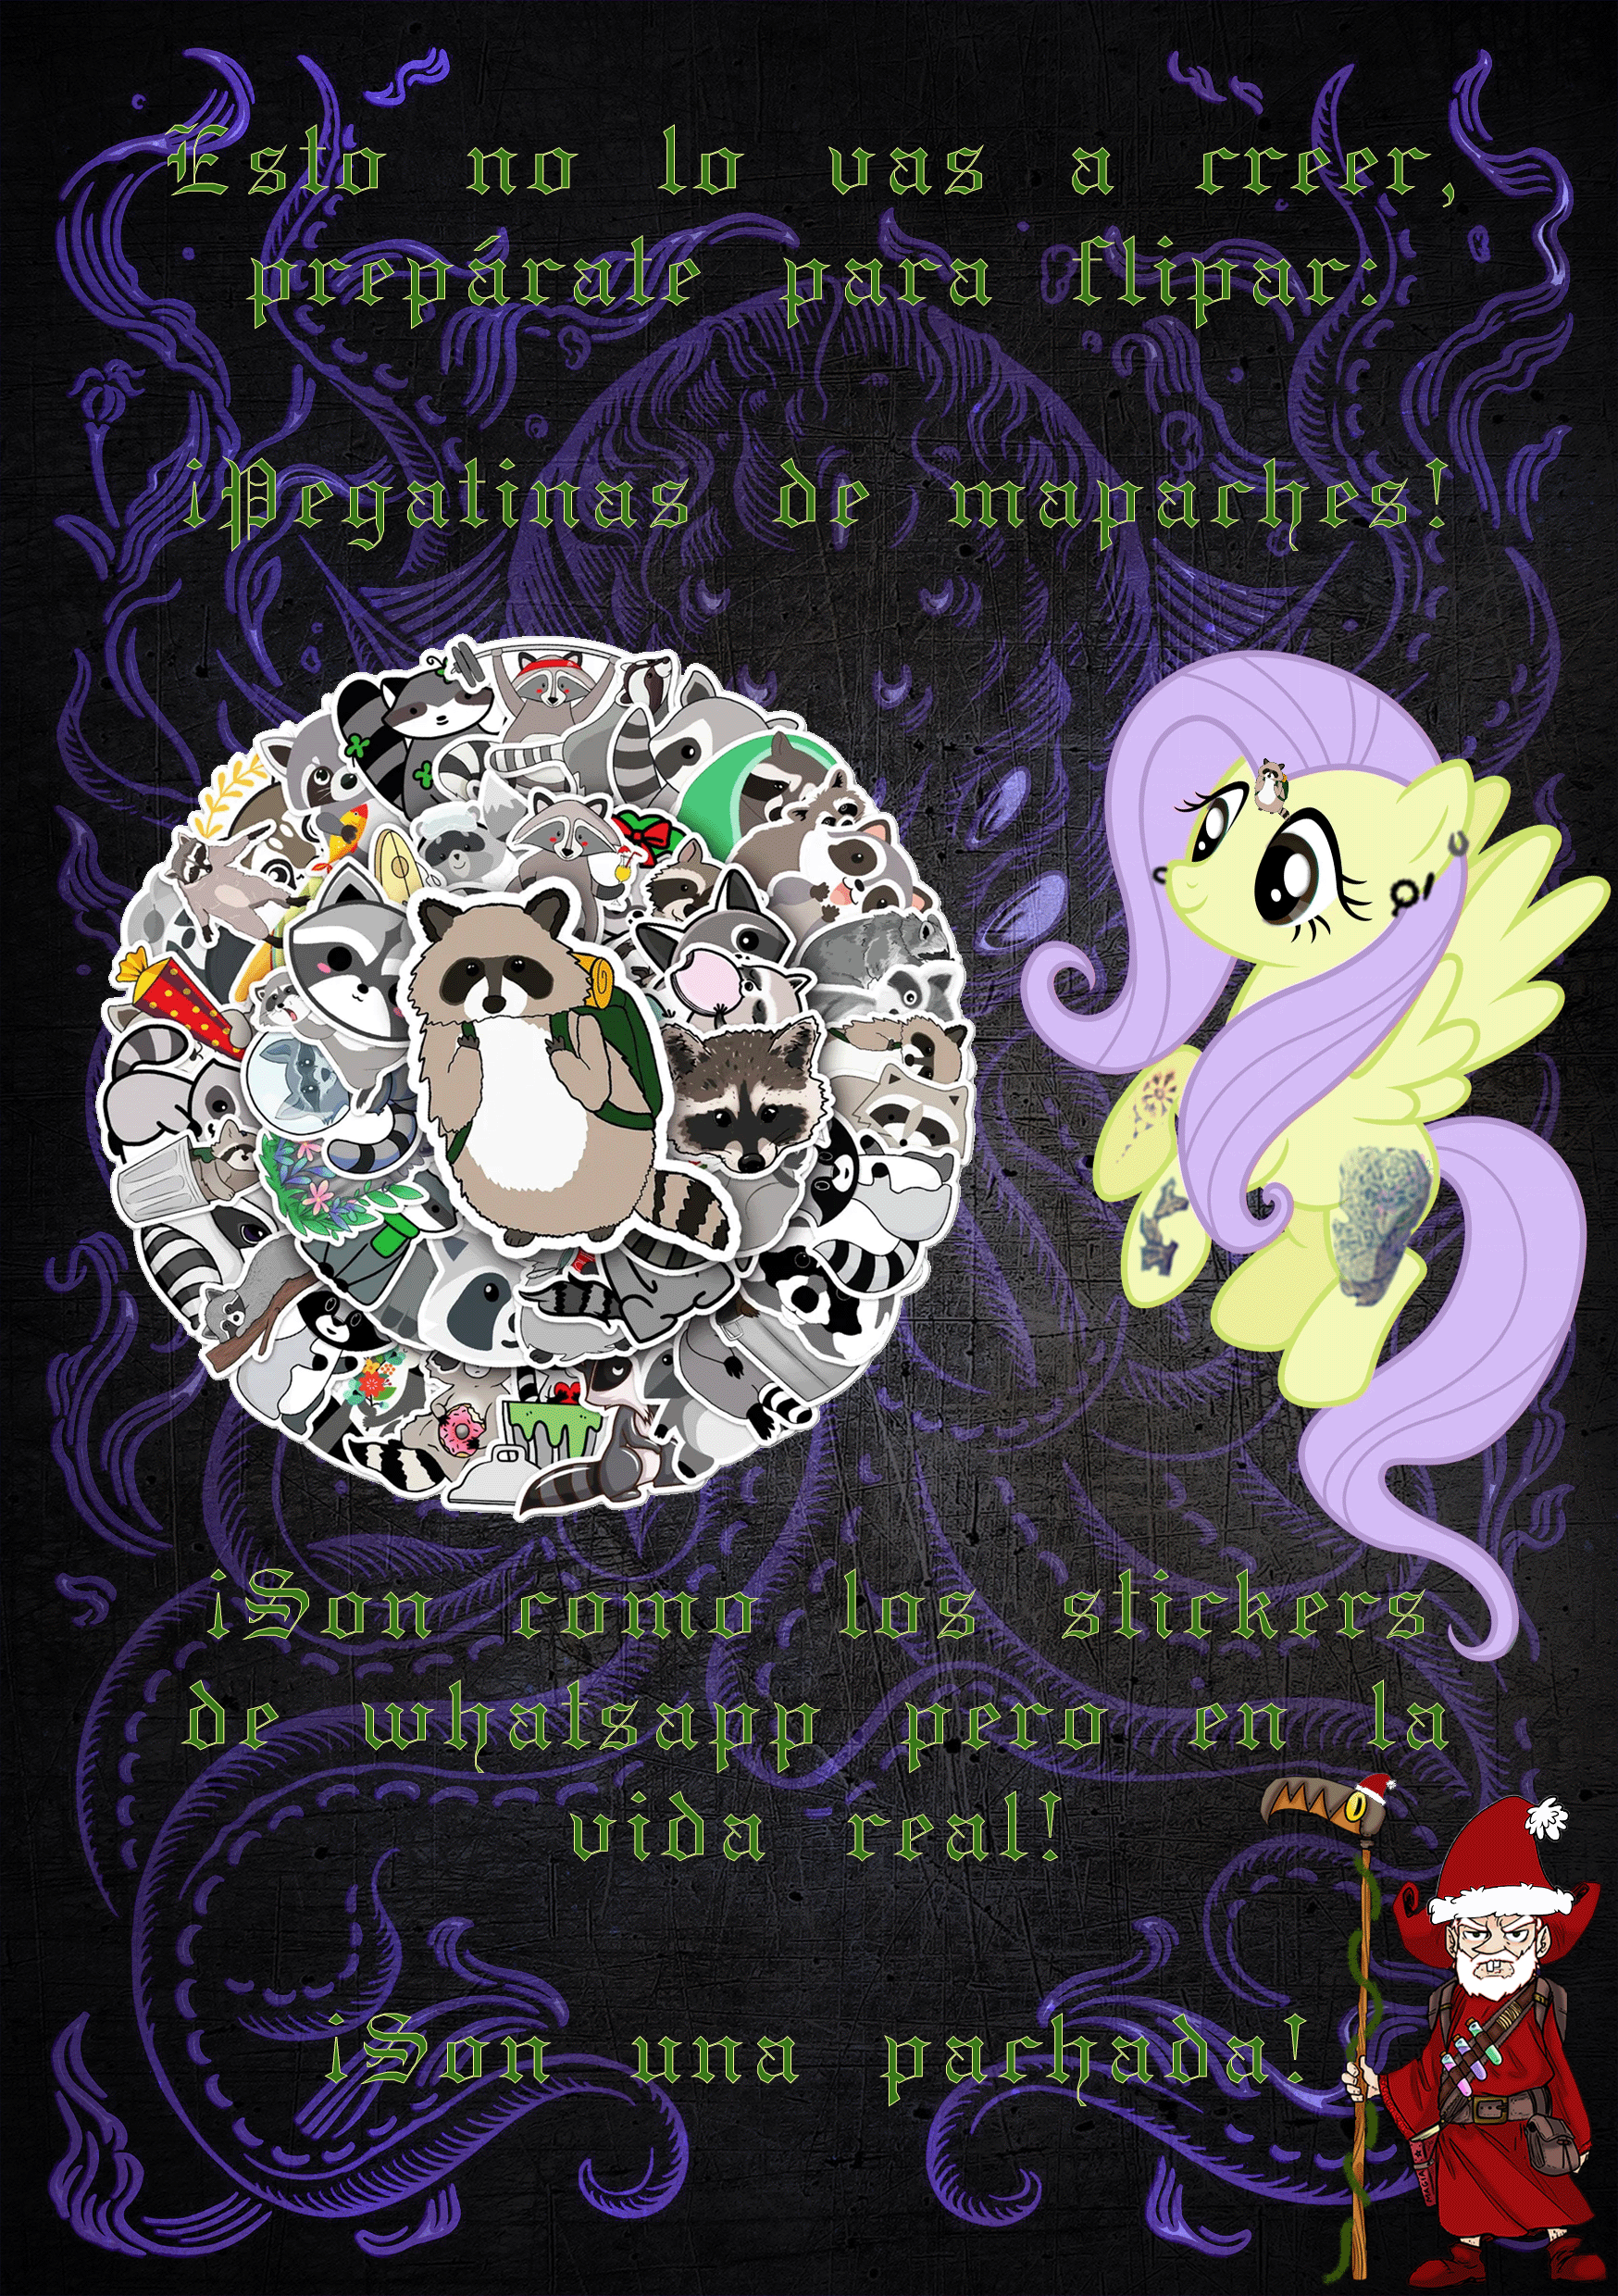 Esto no lo vas a creer,
prepárate para flipar:
¡Pegatinas de mapaches!
¡Son como los stickers
de whatsapp pero en la
vida real!
¡Son una pachada!
MAGIA